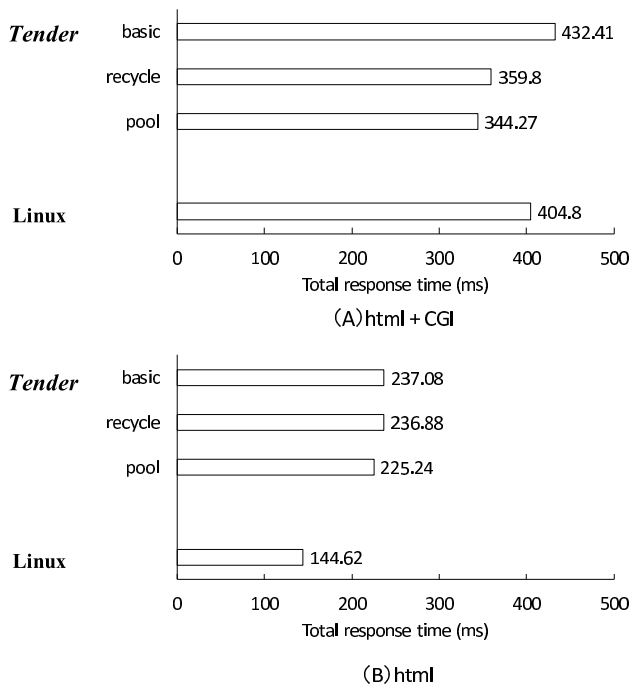 Tender basic 432.41
recycle 359.8
pool 344.27
Linux 404.8
0 100 200 300 400 500
Total response time (ms)
(A)html + CGI
Tender basic 237.08
recycle 236.88
pool 225.24
Linux 144.62
0 100 200 300 400 500
Total response time (ms)
(B)html